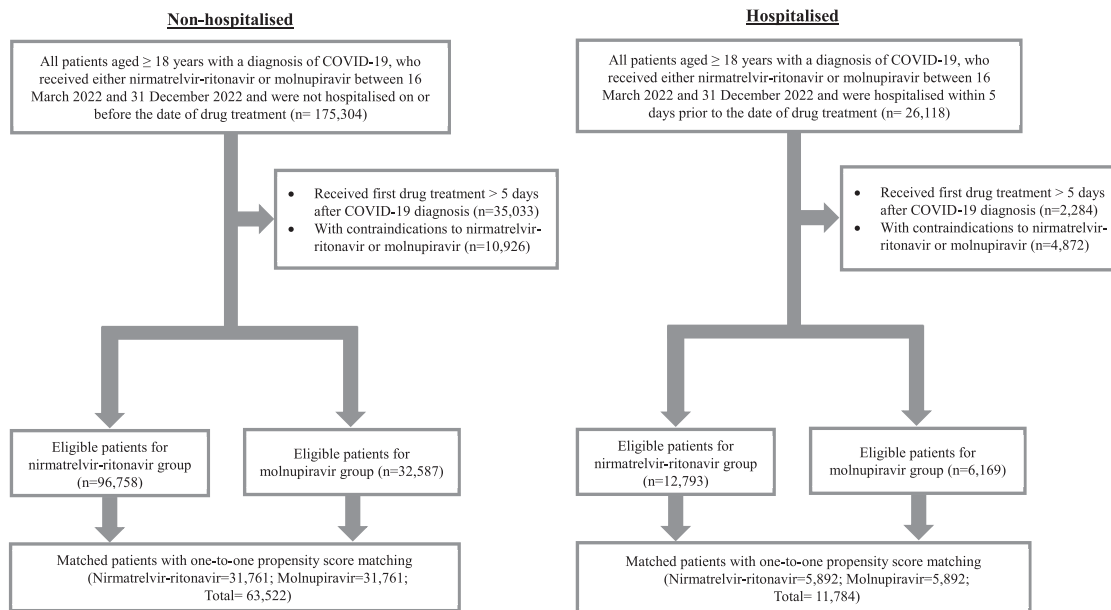 Non-hospitalised
All patients aged ≥ 18 years with a diagnosis of COVID-19, who
received either nirmatrelvir-ritonavir or molnupiravir between 16
March 2022 and 31 December 2022 and were not hospitalised on or
before the date of drug treatment (n= 175,304)
• Received first drug treatment > 5 days
after COVID-19 diagnosis (n=35,033)
• With contraindications to nirmatrelvir-
ritonavir or molnupiravir (n=10,926)
Eligible patients for
nirmatrelvir-ritonavir group
(n=96,758)
Eligible patients for
molnupiravir group (n=32,587)
Matched patients with one-to-one propensity score matching
(Nirmatrelvir-ritonavir=31,761; Molnupiravir=31,761;
Total= 63,522)
Hospitalised
All patients aged ≥ 18 years with a diagnosis of COVID-19, who
received either nirmatrelvir-ritonavir or molnupiravir between 16
March 2022 and 31 December 2022 and were hospitalised within 5
days prior to the date of drug treatment (n= 26,118)
• Received first drug treatment > 5 days
after COVID-19 diagnosis (n=2,284)
• With contraindications to nirmatrelvir-
ritonavir or molnupiravir (n=4,872)
Eligible patients for
nirmatrelvir-ritonavir group
(n=12,793)
Eligible patients for
molnupiravir group (n=6,169)
Matched patients with one-to-one propensity score matching
(Nirmatrelvir-ritonavir=5,892; Molnupiravir=5,892;
Total= 11,784)